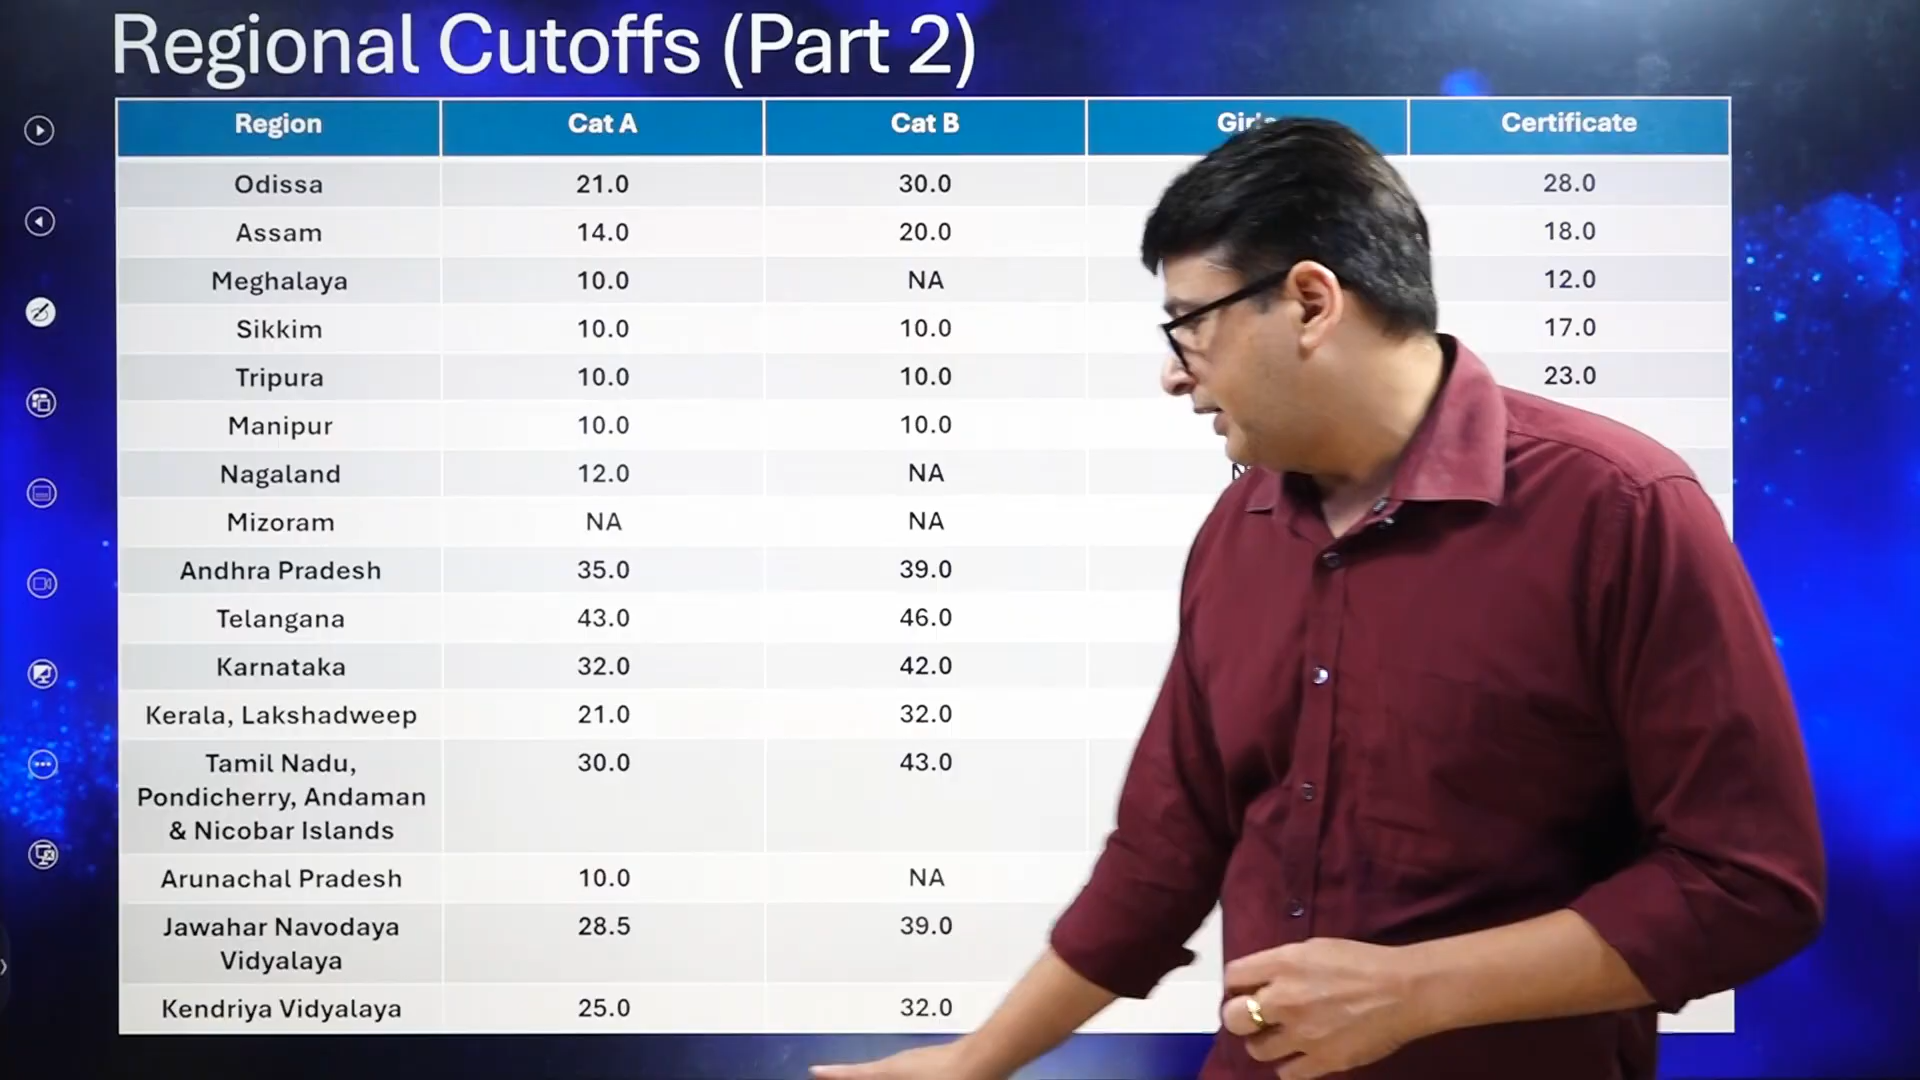 Regional Cutoffs (Part 2)
Region Cat A Cat B Certificate
Odissa 21.0 30.0 28.0
Assam 14.0 20.0 18.0
Meghalaya 10.0 NA 12.0
Sikkim 10.0 10.0 17.0
Tripura 10.0 10.0 23.0
Manipur 10.0 10.0
Nagaland 12.0 NA
Mizoram NA NA
Andhra Pradesh 35.0 39.0
Telangana 43.0 46.0
Karnataka 32.0 42.0
Kerala, Lakshadweep 21.0 32.0
Tamil Nadu, 30.0 43.0
Pondicherry, Andaman
& Nicobar Islands
Arunachal Pradesh 10.0 NA
Jawahar Navodaya 28.5 39.0
Vidyalaya
Kendriya Vidyalaya 25.0 32.0